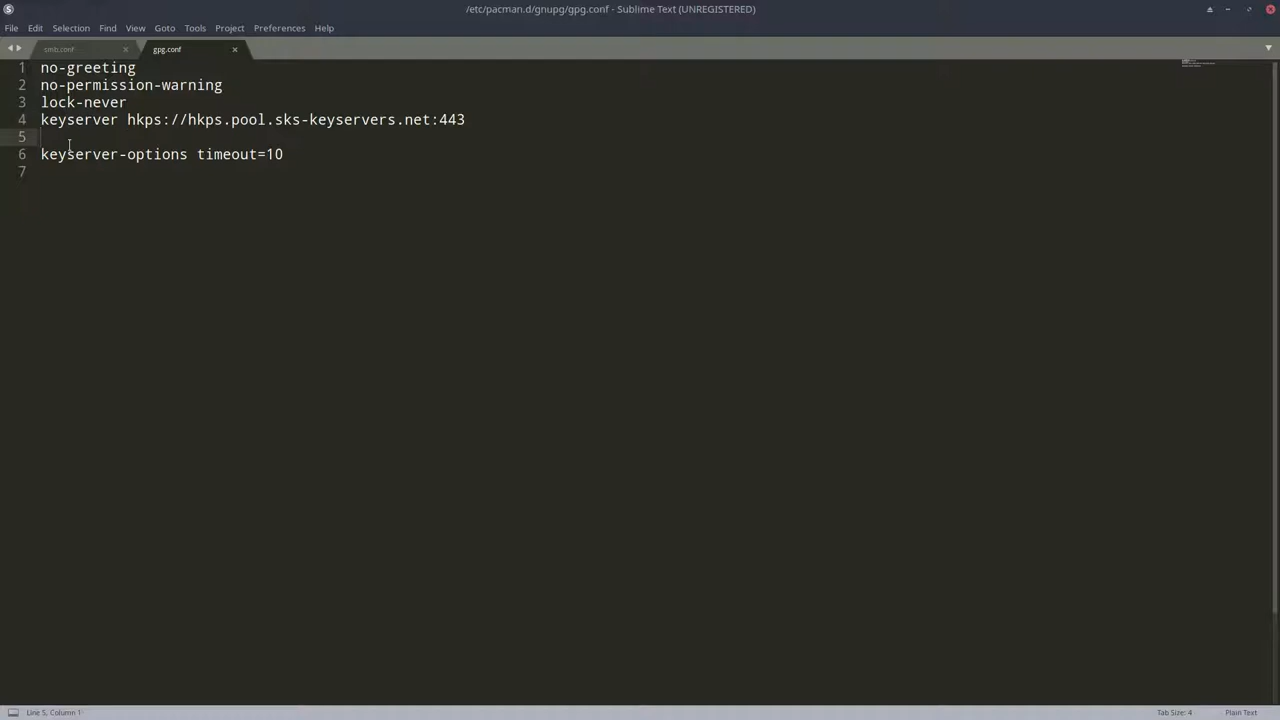 /etc/pacman.d/gnupg/gpg.conf - Sublime Text (UNREGISTERED)
File Edit Selection Find View Goto Tools Project Preferences Help
smb.conf × gpg.conf ×
1 no-greeting
2 no-permission-warning
3 lock-never
4 keyserver hkps://hkps.pool.sks-keyservers.net:443
5
6 keyserver-options timeout=10
7
Line 5, Column 1 Tab Size: 4 Plain Text